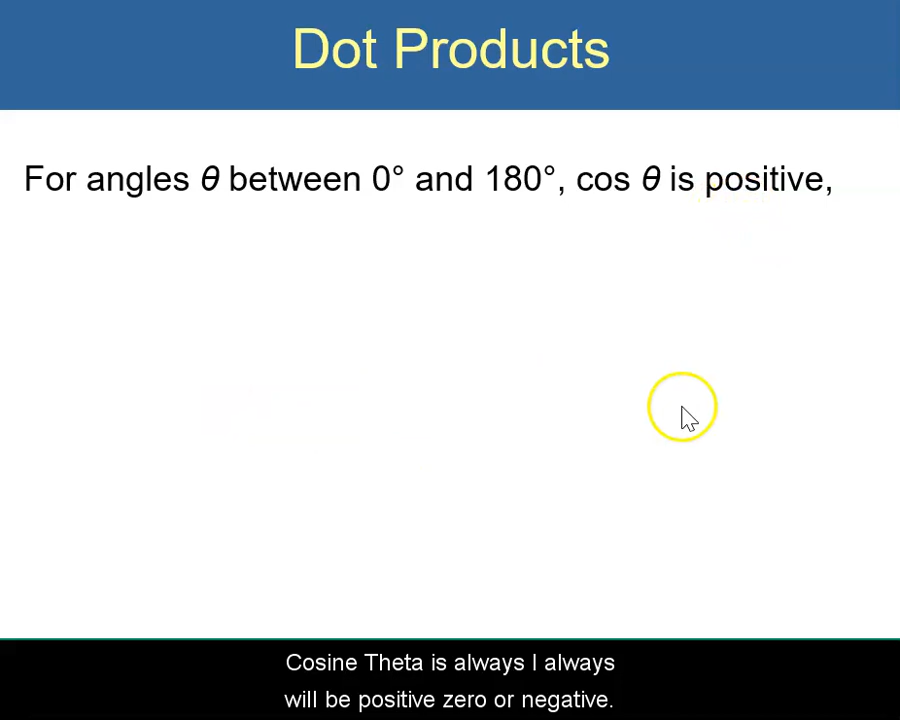 Dot Products
For angles θ between 0° and 180°, cos θ is positive,
Cosine Theta is always I always
will be positive zero or negative.